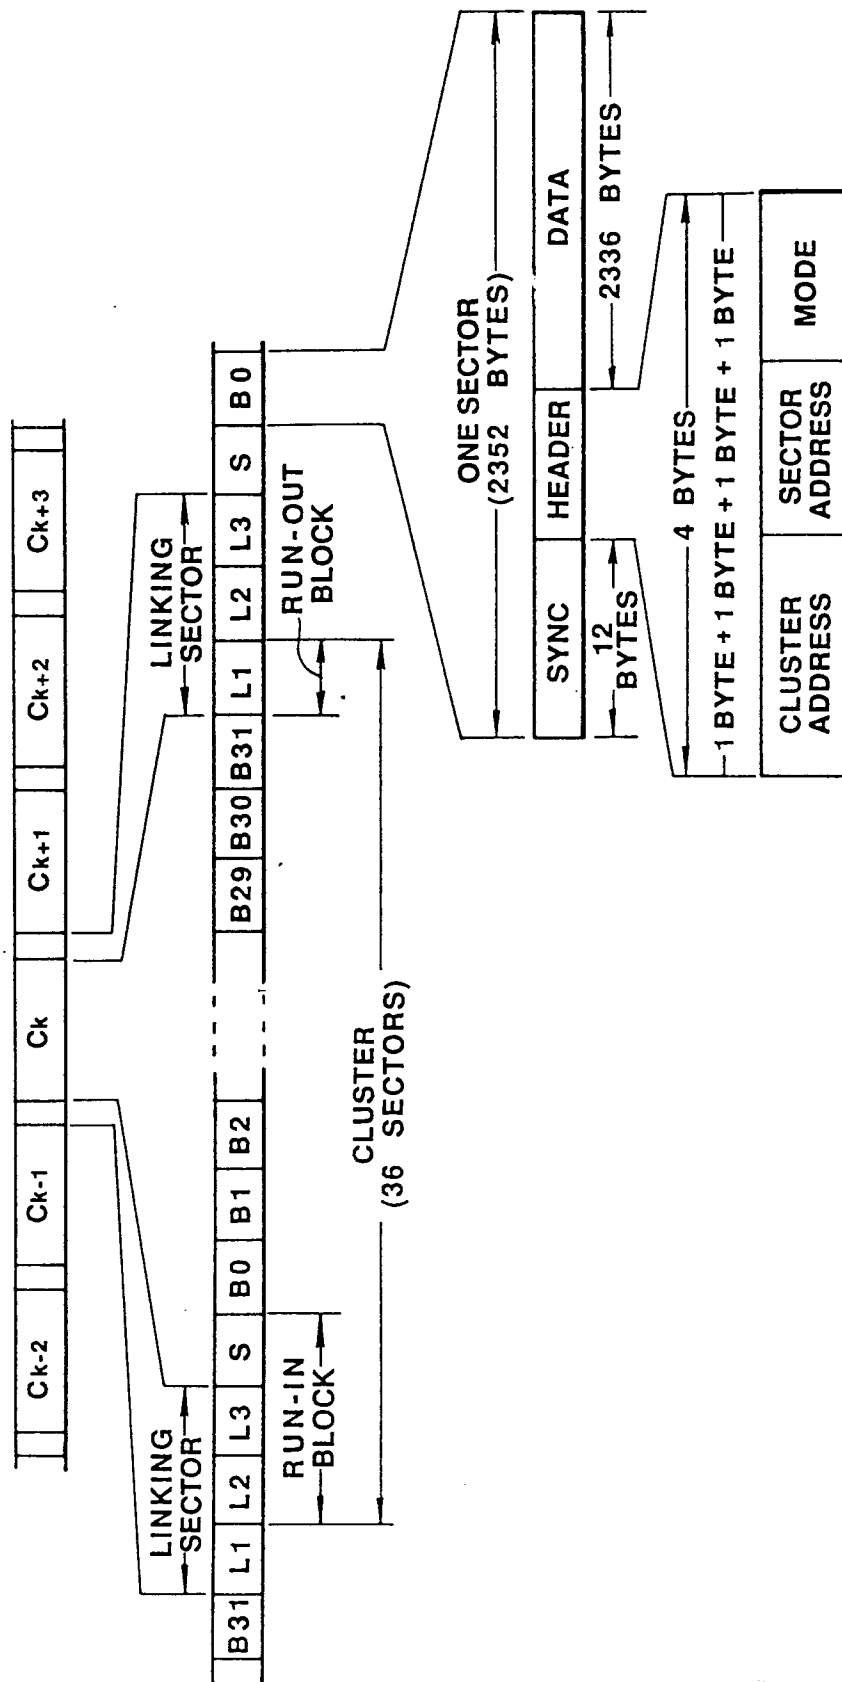 Ck-2 Ck-1 Ck Ck+1 Ck+2 Ck+3
LINKING
SECTOR
LINKING
SECTOR
B31 L1 L2 L3 S B0 B1 B2 B29 B30 B31 L1 L2 L3 S B0
RUN-IN
BLOCK
RUN-OUT
BLOCK
CLUSTER
(36 SECTORS)
ONE SECTOR
(2352 BYTES)
SYNC HEADER DATA
12
BYTES
2336 BYTES
4 BYTES
1 BYTE + 1 BYTE + 1 BYTE + 1 BYTE
CLUSTER
ADDRESS
SECTOR
ADDRESS
MODE